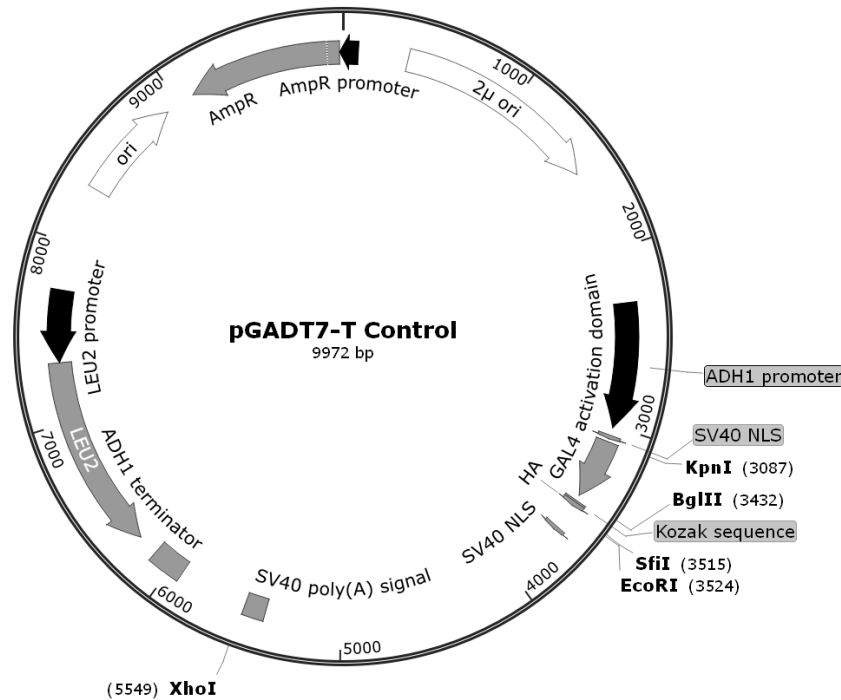 pGADT7-T Control
9972 bp
AmpR promoter
1000
2μ ori
2000
ADH1 promoter
3000
SV40 NLS
KpnI (3087)
GAL4 activation domain
BglII (3432)
HA
Kozak sequence
SfiI (3515)
EcoRI (3524)
SV40 NLS
4000
5000
SV40 poly(A) signal
(5549) XhoI
6000
ADH1 terminator
LEU2
7000
LEU2 promoter
8000
ori
9000
AmpR